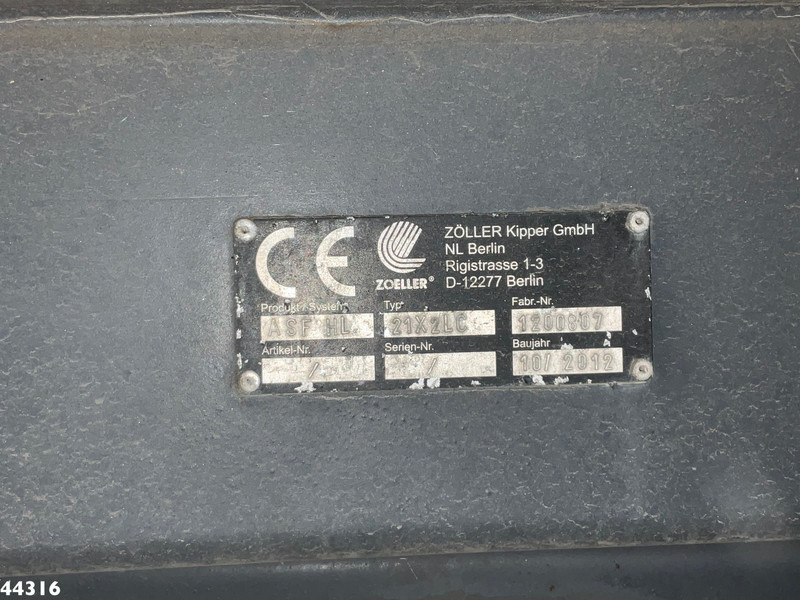 CE
ZOELLER®
ZÖLLER Kipper GmbH
NL Berlin
Rigistrasse 1-3
D-12277 Berlin
Produkt / System
Typ
Fabr.-Nr.
ASF HL
21X2LC
Artikel-Nr.
Serien-Nr.
Baujahr
/
/
10/ 2012
44316